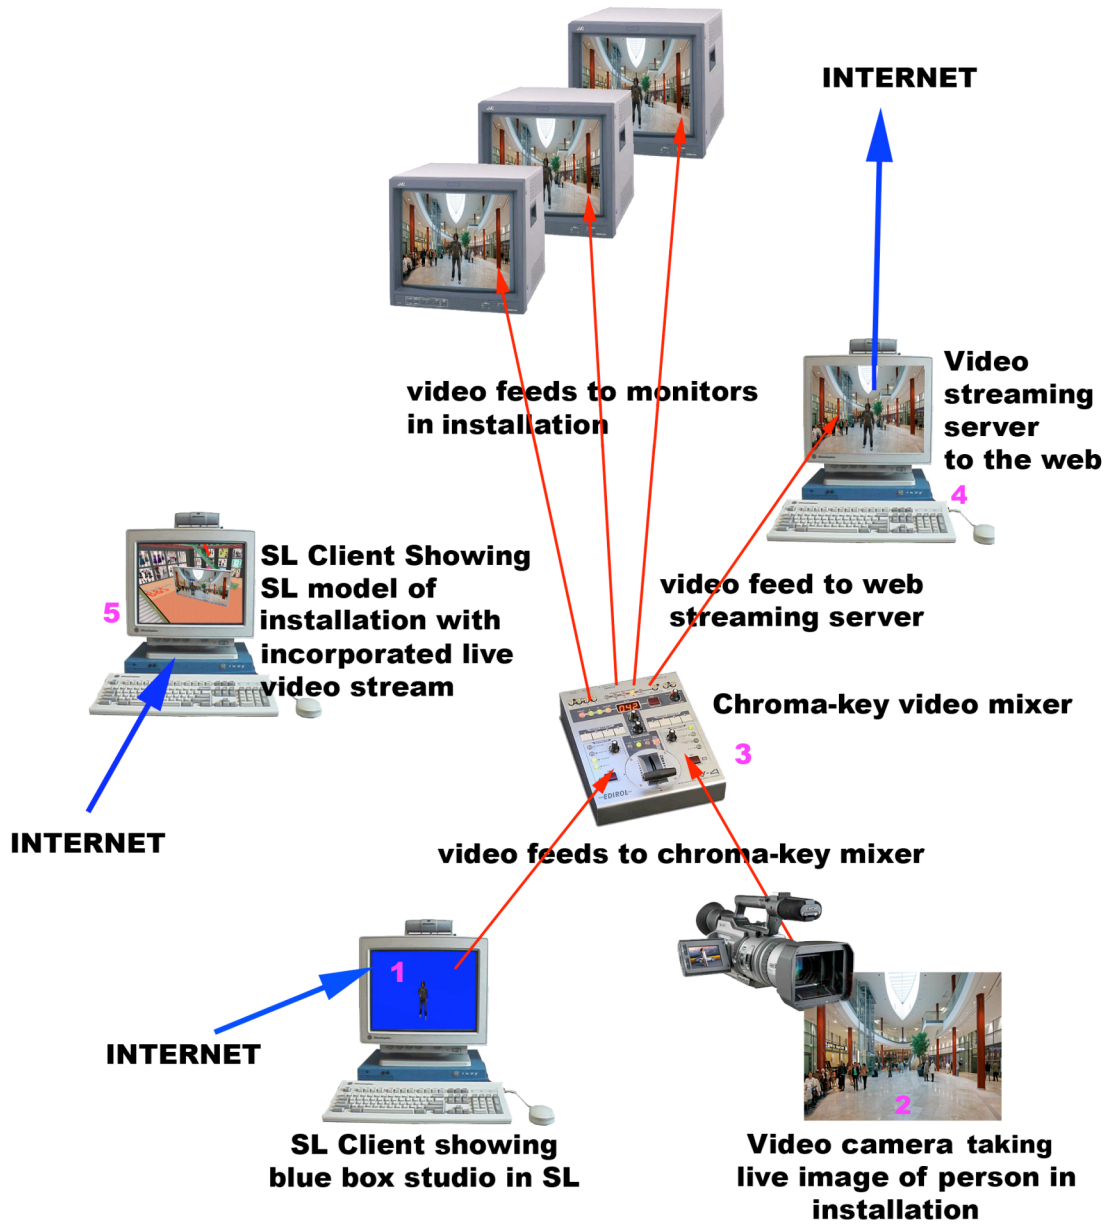 INTERNET
video feeds to monitors
in installation
Video
streaming
server
to the web
4
SL Client Showing
SL model of
installation with
incorporated live
video stream
5
video feed to web
streaming server
Chroma-key video mixer
3
EDIROL
INTERNET
video feeds to chroma-key mixer
1
INTERNET
2
SL Client showing
blue box studio in SL
Video camera taking
live image of person in
installation